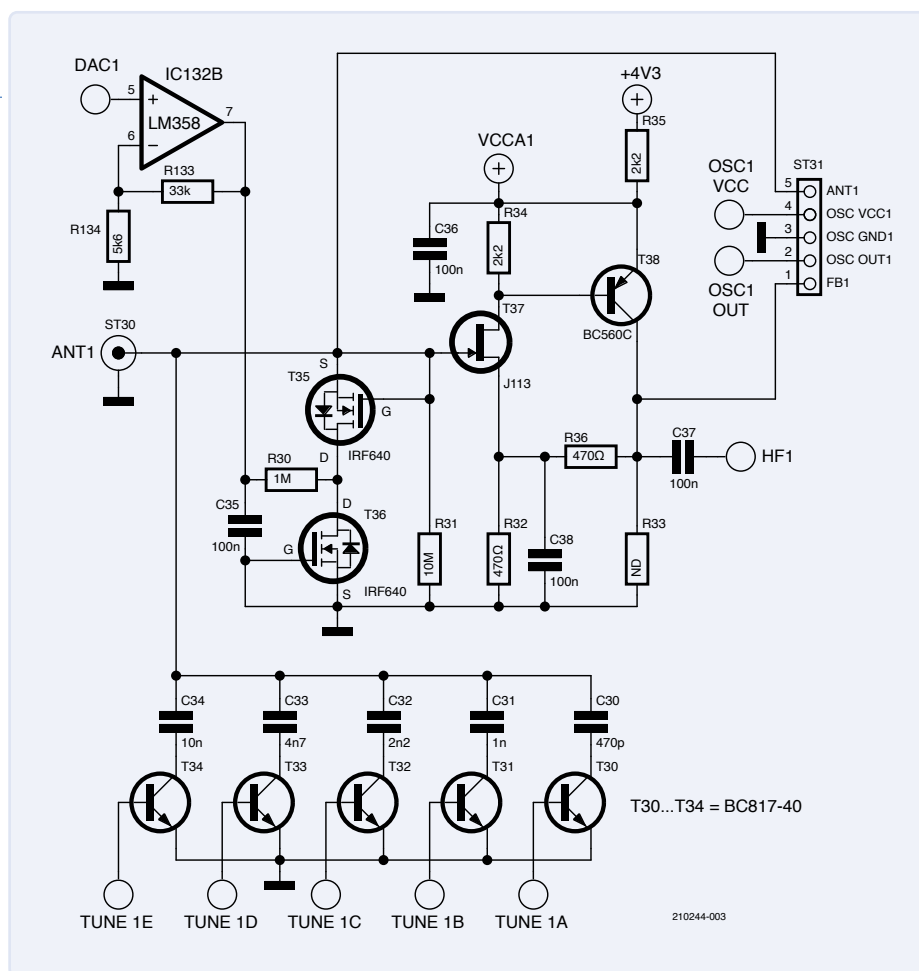 DAC1
IC132B
5
+
LM358
7
6
–
R133
33k
R134
5k6
VCCA1
+4V3
R35
2k2
OSC1
VCC
ST31
5
ANT1
4
OSC VCC1
3
OSC GND1
2
OSC OUT1
1
FB1
OSC1
OUT
C36
100n
R34
2k2
T38
BC560C
T37
J113
ST30
ANT1
S
T35
G
IRF640
D
R30
1M
C35
100n
D
T36
G
IRF640
S
R31
10M
R32
470Ω
C38
100n
R36
470Ω
C37
100n
HF1
R33
ND
C34
10n
C33
4n7
C32
2n2
C31
1n
C30
470p
T34
T33
T32
T31
T30
T30...T34 = BC817-40
TUNE 1E
TUNE 1D
TUNE 1C
TUNE 1B
TUNE 1A
210244-003